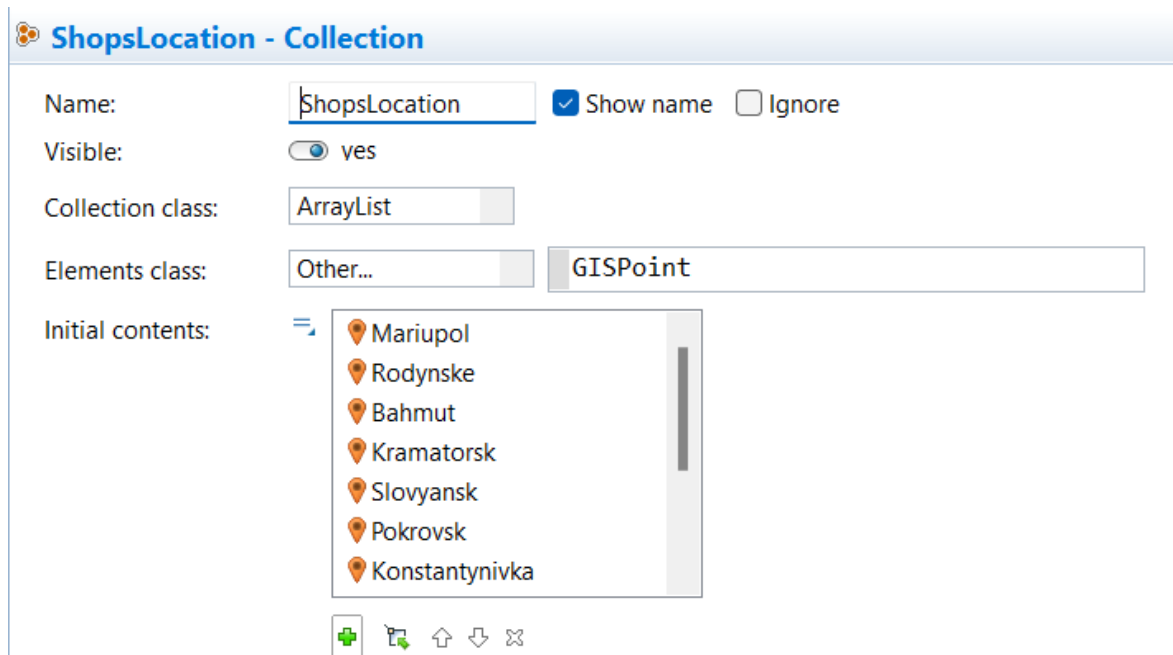 ShopsLocation - Collection
Name: ShopsLocation Show name Ignore
Visible: yes
Collection class: ArrayList
Elements class: Other... GISPoint
Initial contents: Mariupol
Rodynske
Bahmut
Kramatorsk
Slovyansk
Pokrovsk
Konstantynivka